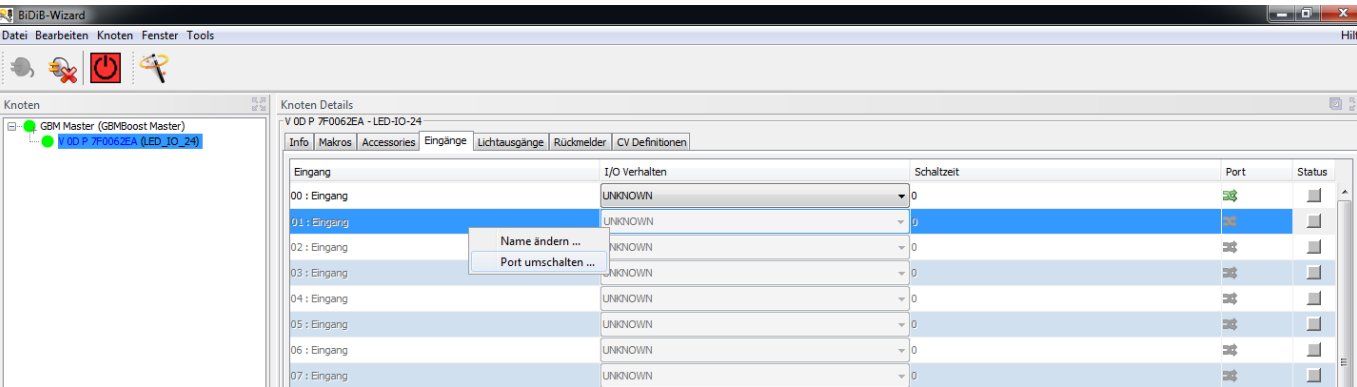 BiDiB-Wizard
Datei Bearbeiten Knoten Fenster Tools
Hilf
Knoten
Knoten Details
GBM Master (GBMBoost Master)
V 0D P 7F0062EA (LED_IO_24)
V 0D P 7F0062EA - LED-IO-24
Info Makros Accessories Eingänge Lichtausgänge Rückmelder CV Definitionen
Eingang I/O Verhalten Schaltzeit Port Status
00 : Eingang UNKNOWN 0
01 : Eingang UNKNOWN 0
Name ändern ...
02 : Eingang NKNOWN 0
Port umschalten ...
03 : Eingang UNKNOWN 0
04 : Eingang UNKNOWN 0
05 : Eingang UNKNOWN 0
06 : Eingang UNKNOWN 0
07 : Eingang UNKNOWN 0